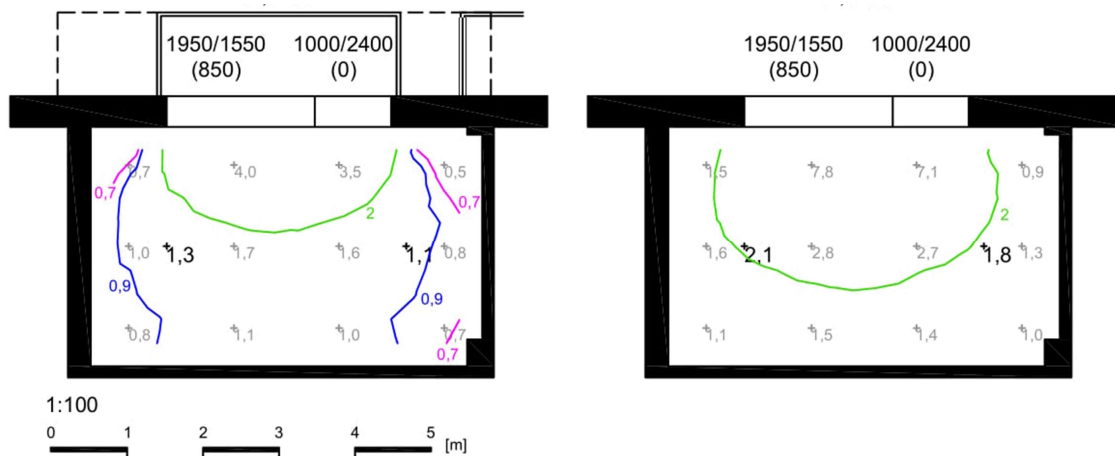 1950/1550 1000/2400
(850) (0)
0,7 4,0 3,5 0,5
0,7 2 0,7
1,0 1,3 1,7 1,6 1,1 0,8
0,9 0,9
0,8 1,1 1,0 0,7
0,7
1950/1550 1000/2400
(850) (0)
1,5 7,8 7,1 0,9
2
1,6 2,1 2,8 2,7 1,8 1,3
1,1 1,5 1,4 1,0
1:100
0 1 2 3 4 5 [m]